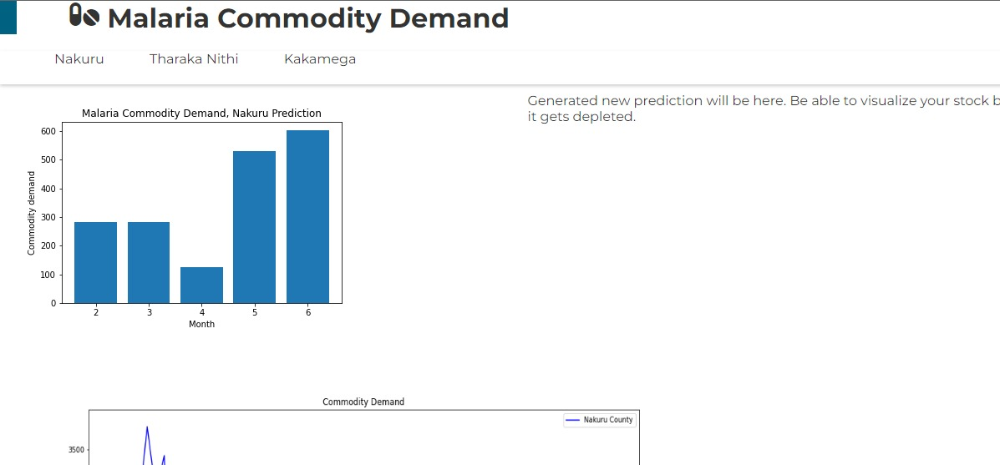 Malaria Commodity Demand
Nakuru Tharaka Nithi Kakamega
Generated new prediction will be here. Be able to visualize your stock b
it gets depleted.
Malaria Commodity Demand, Nakuru Prediction
600
500
400
300
200
100
0
Commodity demand
2 3 4 5 6
Month
Commodity Demand
Nakuru County
3500